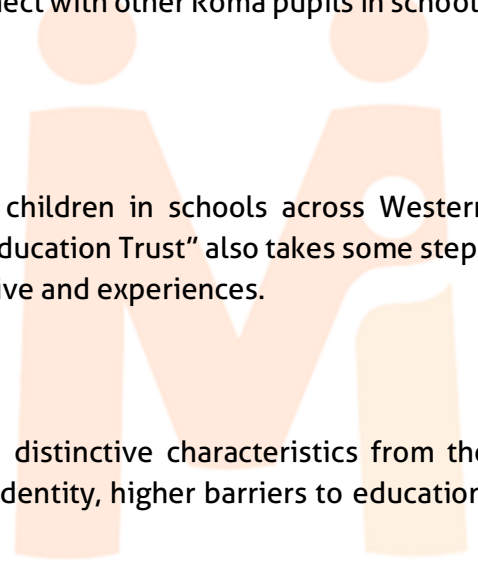 nect with other Roma pupils in school
children in schools across Western
ducation Trust” also takes some step
ive and experiences.
distinctive characteristics from the
dentity, higher barriers to education